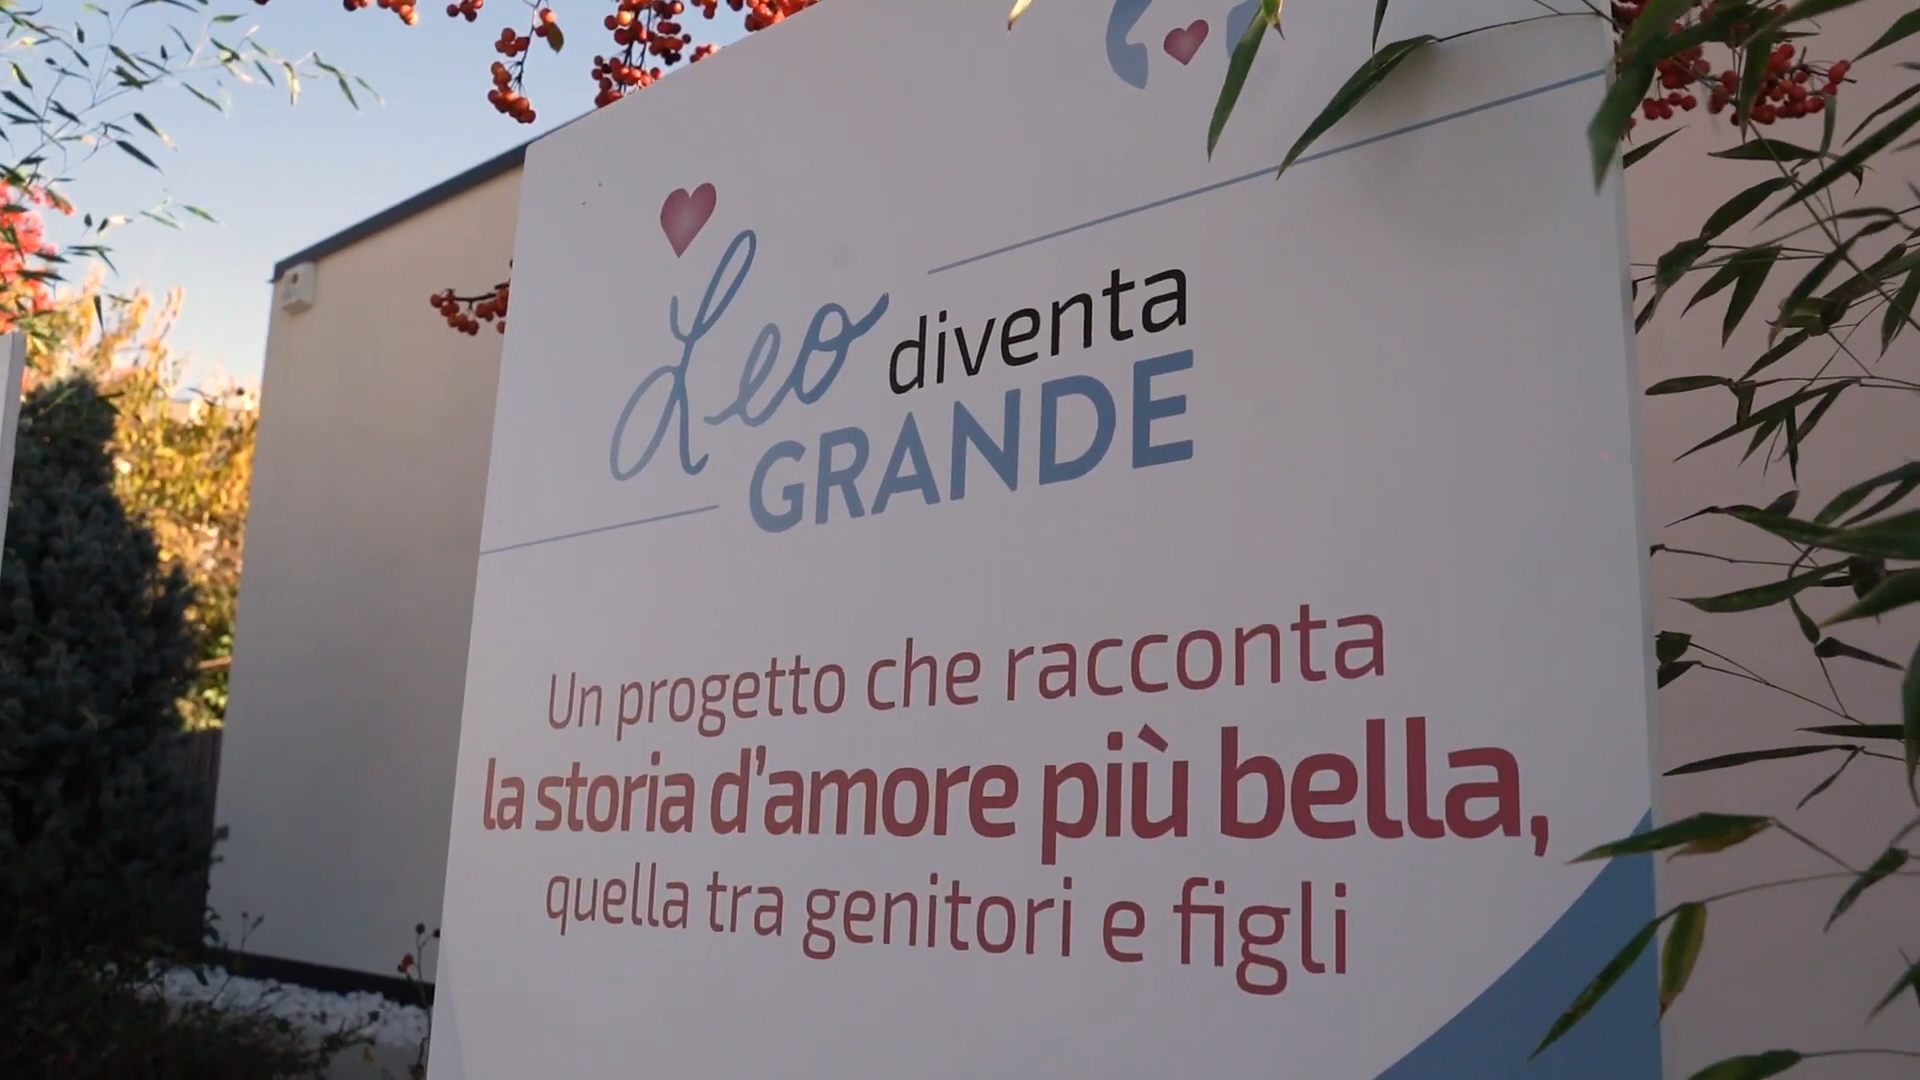 Leo diventa
GRANDE
Un progetto che racconta
la storia d'amore più bella,
quella tra genitori e figli